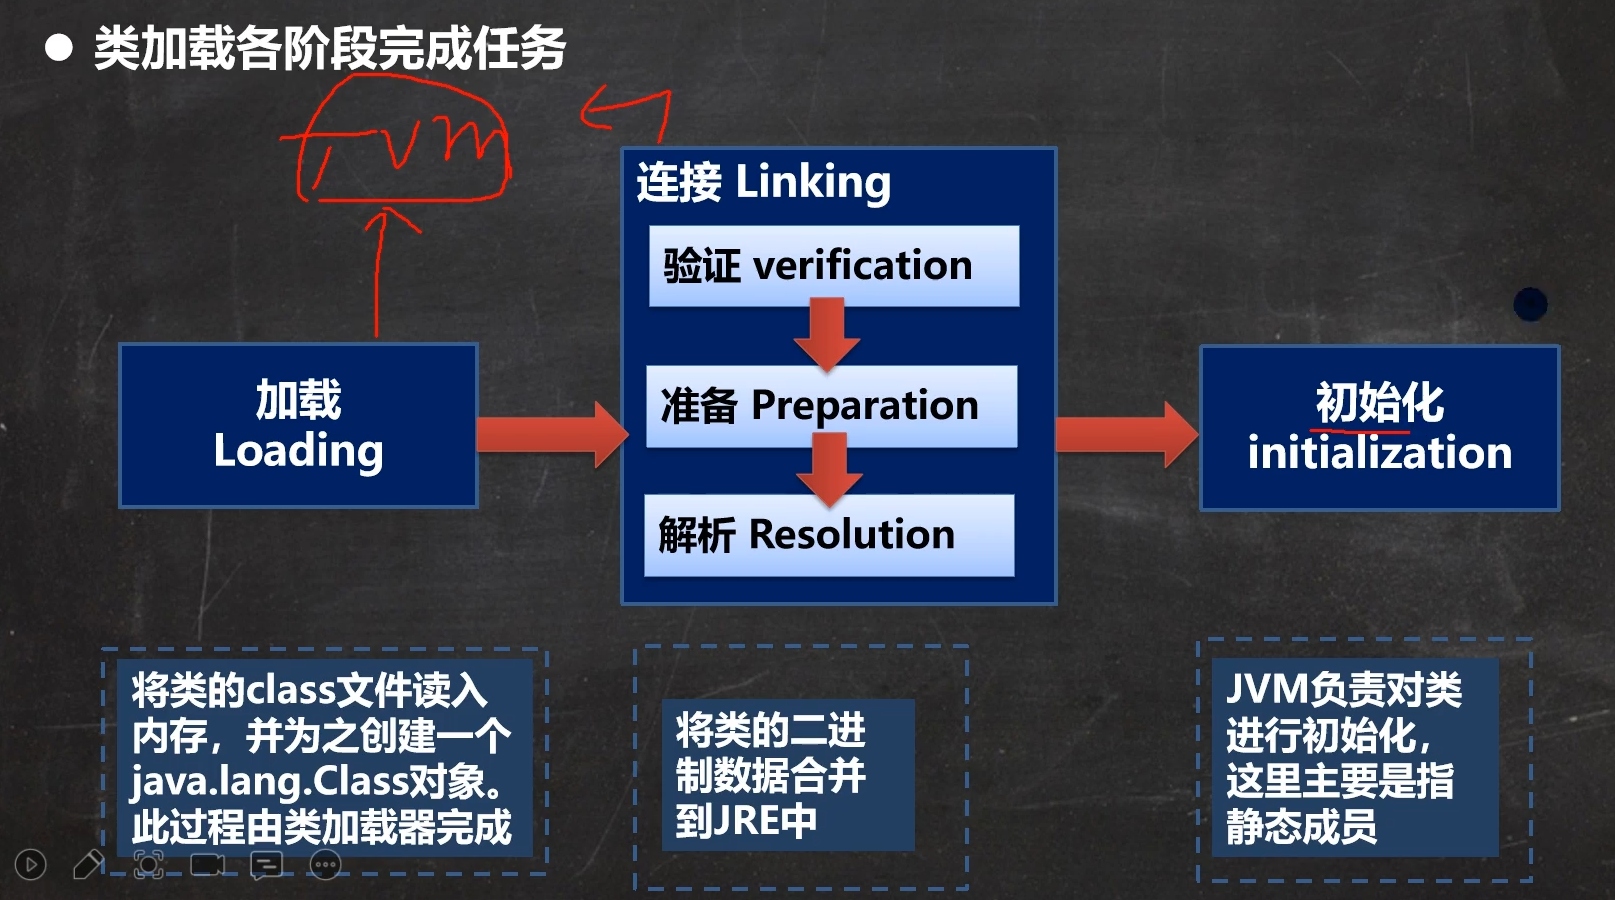 ● 类加载各阶段完成任务
JVM
连接 Linking
验证 verification
准备 Preparation
解析 Resolution
加载
Loading
初始化
initialization
将类的class文件读入
内存，并为之创建一个
java.lang.Class对象。
此过程由类加载器完成
将类的二进
制数据合并
到JRE中
JVM负责对类
进行初始化，
这里主要是指
静态成员